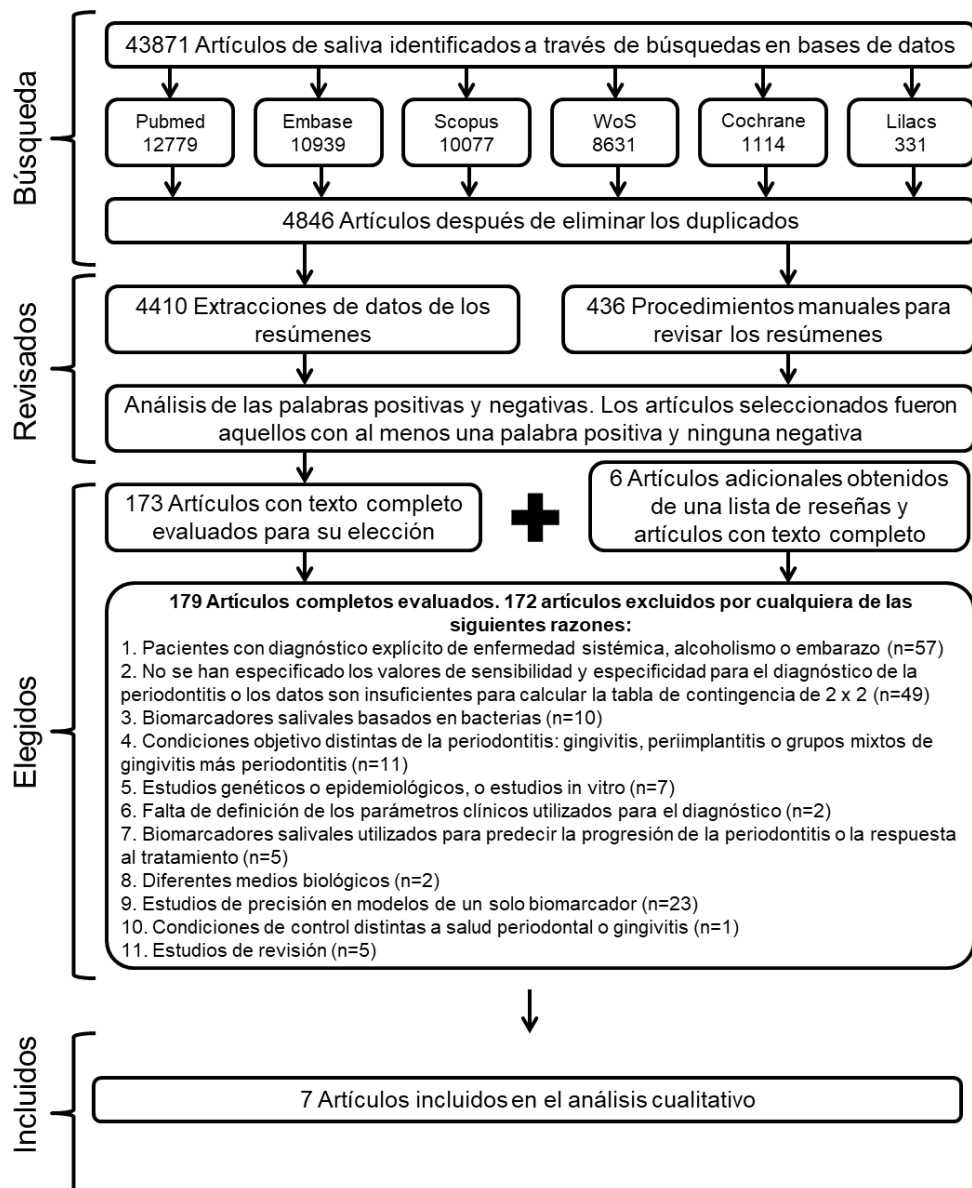 Búsqueda
43871 Artículos de saliva identificados a través de búsquedas en bases de datos
Pubmed
12779
Embase
10939
Scopus
10077
WoS
8631
Cochrane
1114
Lilacs
331
4846 Artículos después de eliminar los duplicados
Revisados
4410 Extracciones de datos de los
resúmenes
436 Procedimientos manuales para
revisar los resúmenes
Análisis de las palabras positivas y negativas. Los artículos seleccionados fueron
aquellos con al menos una palabra positiva y ninguna negativa
Elegidos
173 Artículos con texto completo
evaluados para su elección
6 Artículos adicionales obtenidos
de una lista de reseñas y
artículos con texto completo
179 Artículos completos evaluados. 172 artículos excluidos por cualquiera de las
siguientes razones:
1. Pacientes con diagnóstico explícito de enfermedad sistémica, alcoholismo o embarazo (n=57)
2. No se han especificado los valores de sensibilidad y especificidad para el diagnóstico de la
periodontitis o los datos son insuficientes para calcular la tabla de contingencia de 2 x 2 (n=49)
3. Biomarcadores salivales basados en bacterias (n=10)
4. Condiciones objetivo distintas de la periodontitis: gingivitis, periimplantitis o grupos mixtos de
gingivitis más periodontitis (n=11)
5. Estudios genéticos o epidemiológicos, o estudios in vitro (n=7)
6. Falta de definición de los parámetros clínicos utilizados para el diagnóstico (n=2)
7. Biomarcadores salivales utilizados para predecir la progresión de la periodontitis o la respuesta
al tratamiento (n=5)
8. Diferentes medios biológicos (n=2)
9. Estudios de precisión en modelos de un solo biomarcador (n=23)
10. Condiciones de control distintas a salud periodontal o gingivitis (n=1)
11. Estudios de revisión (n=5)
Incluidos
7 Artículos incluidos en el análisis cualitativo